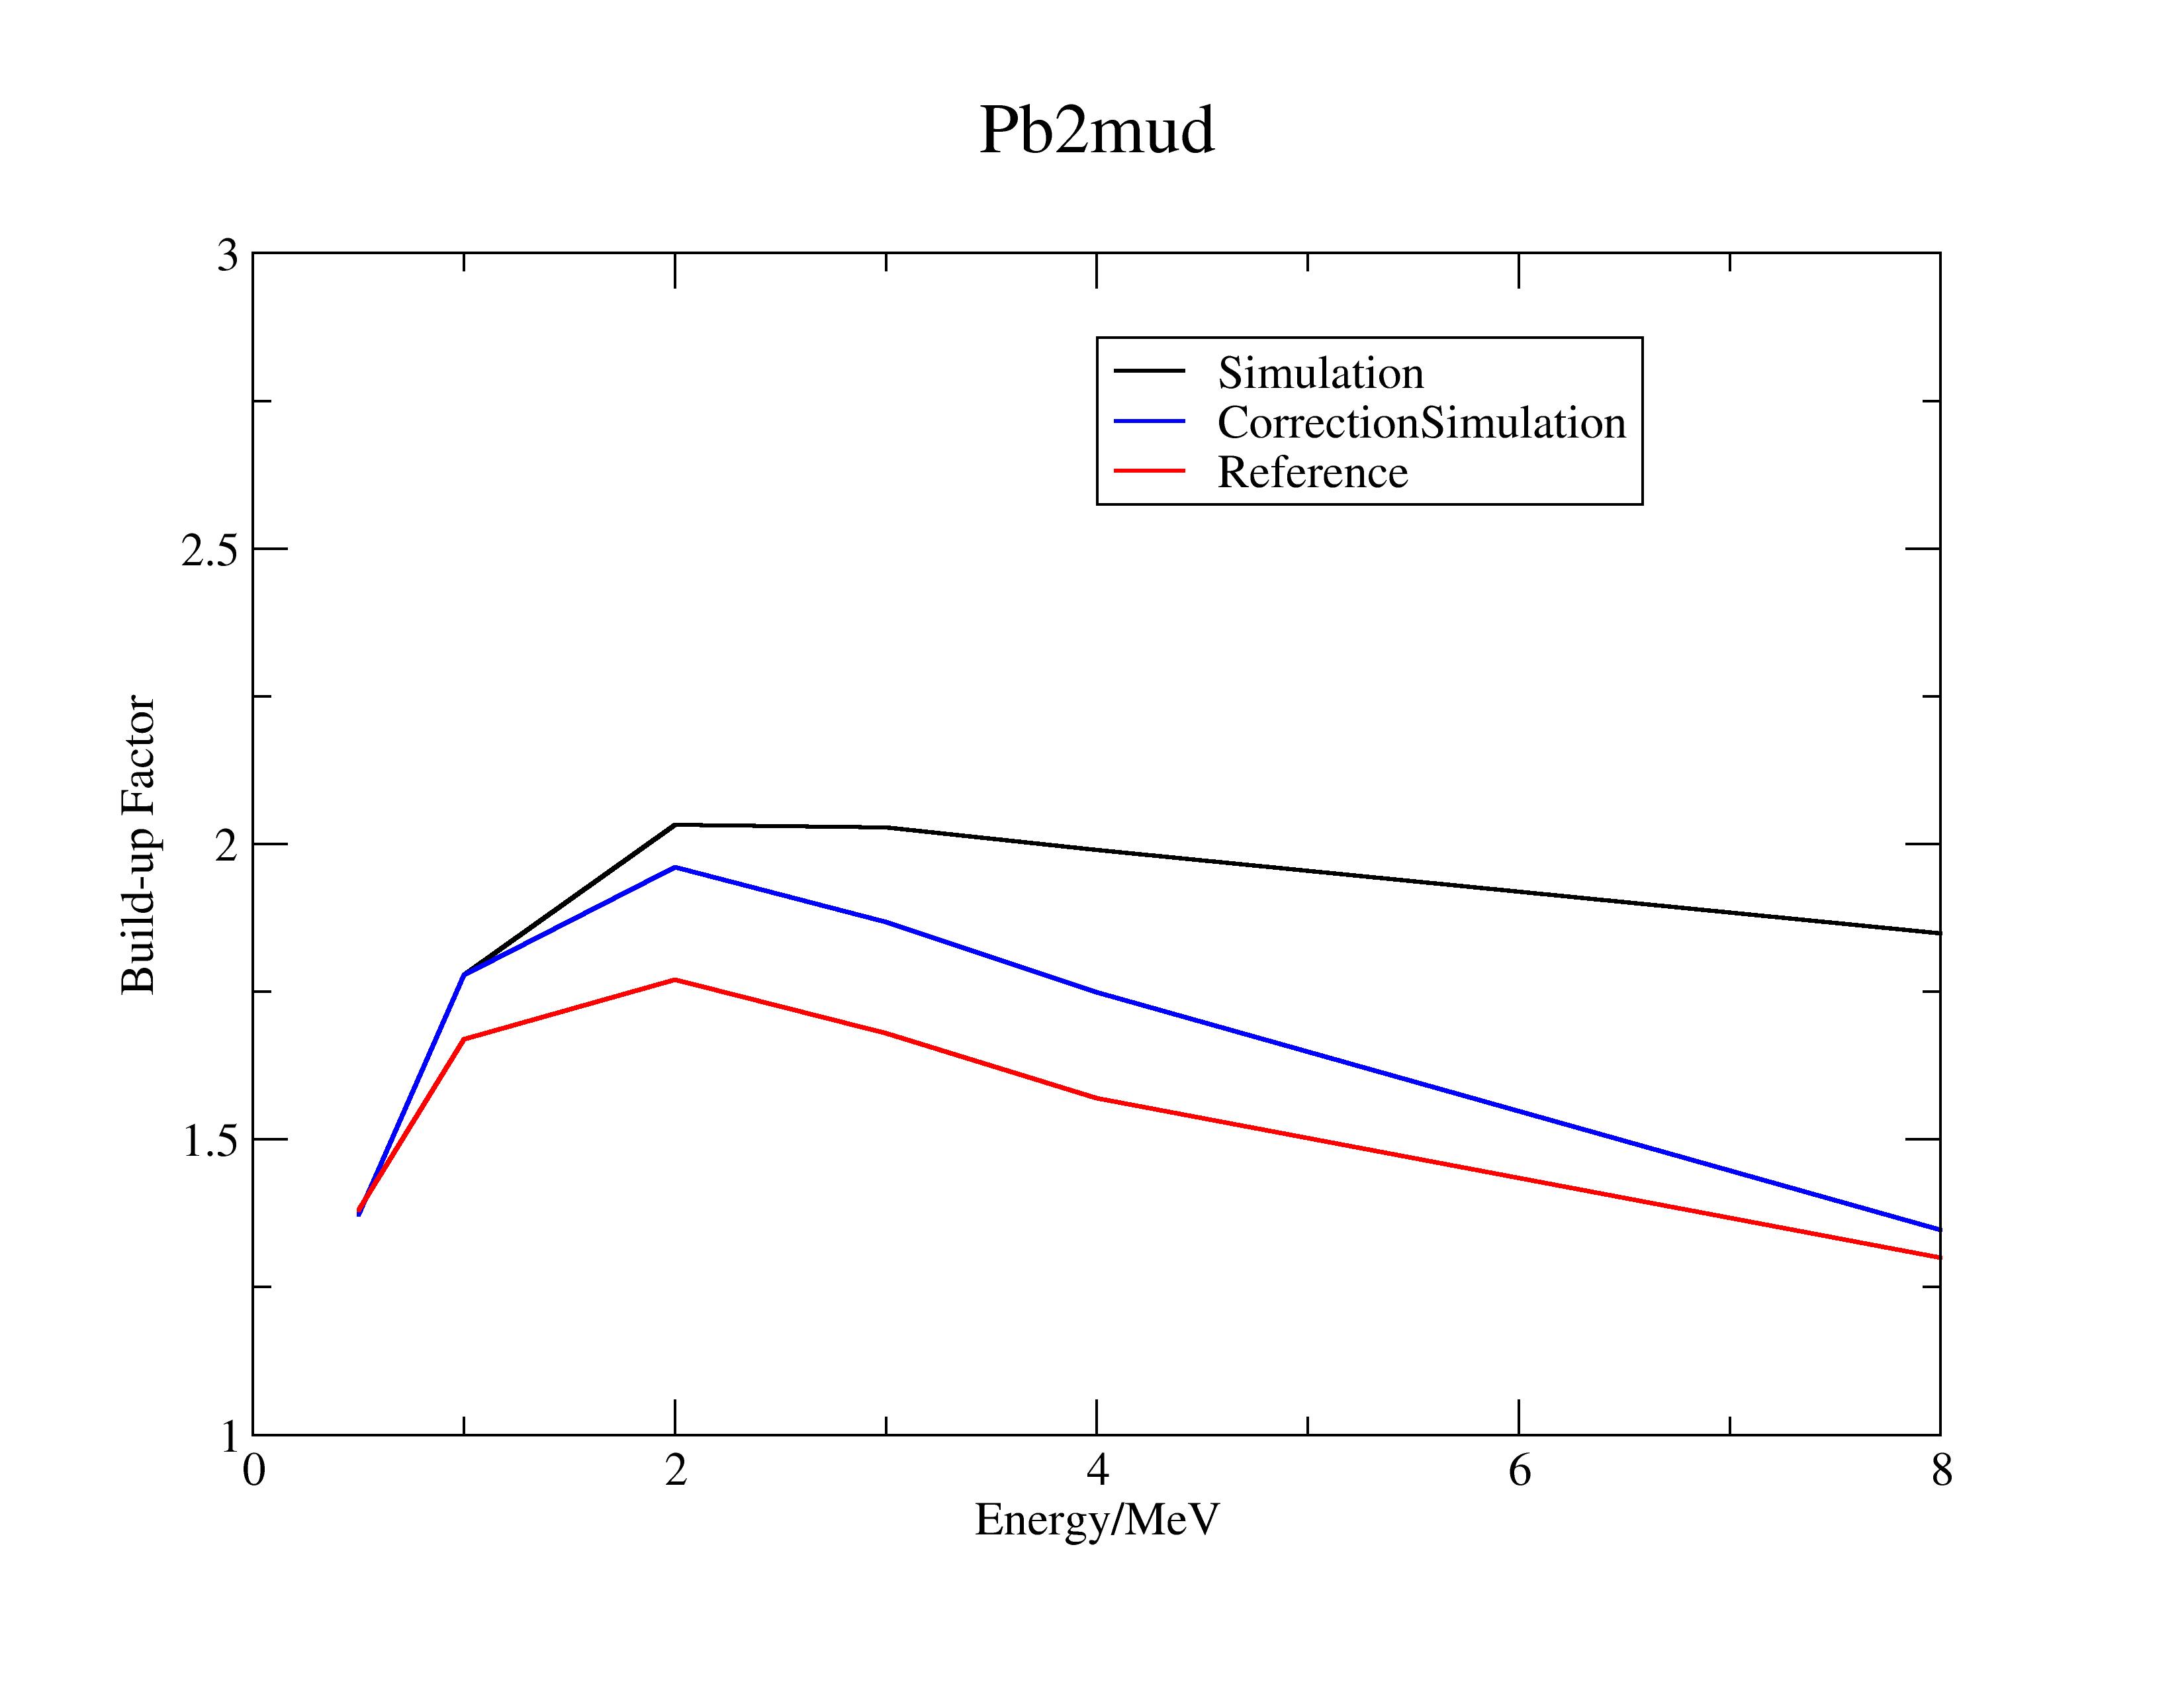 Pb2mud
3
2.5
2
1.5
1
Build-up Factor
Simulation
CorrectionSimulation
Reference
0 2 4 6 8
Energy/MeV